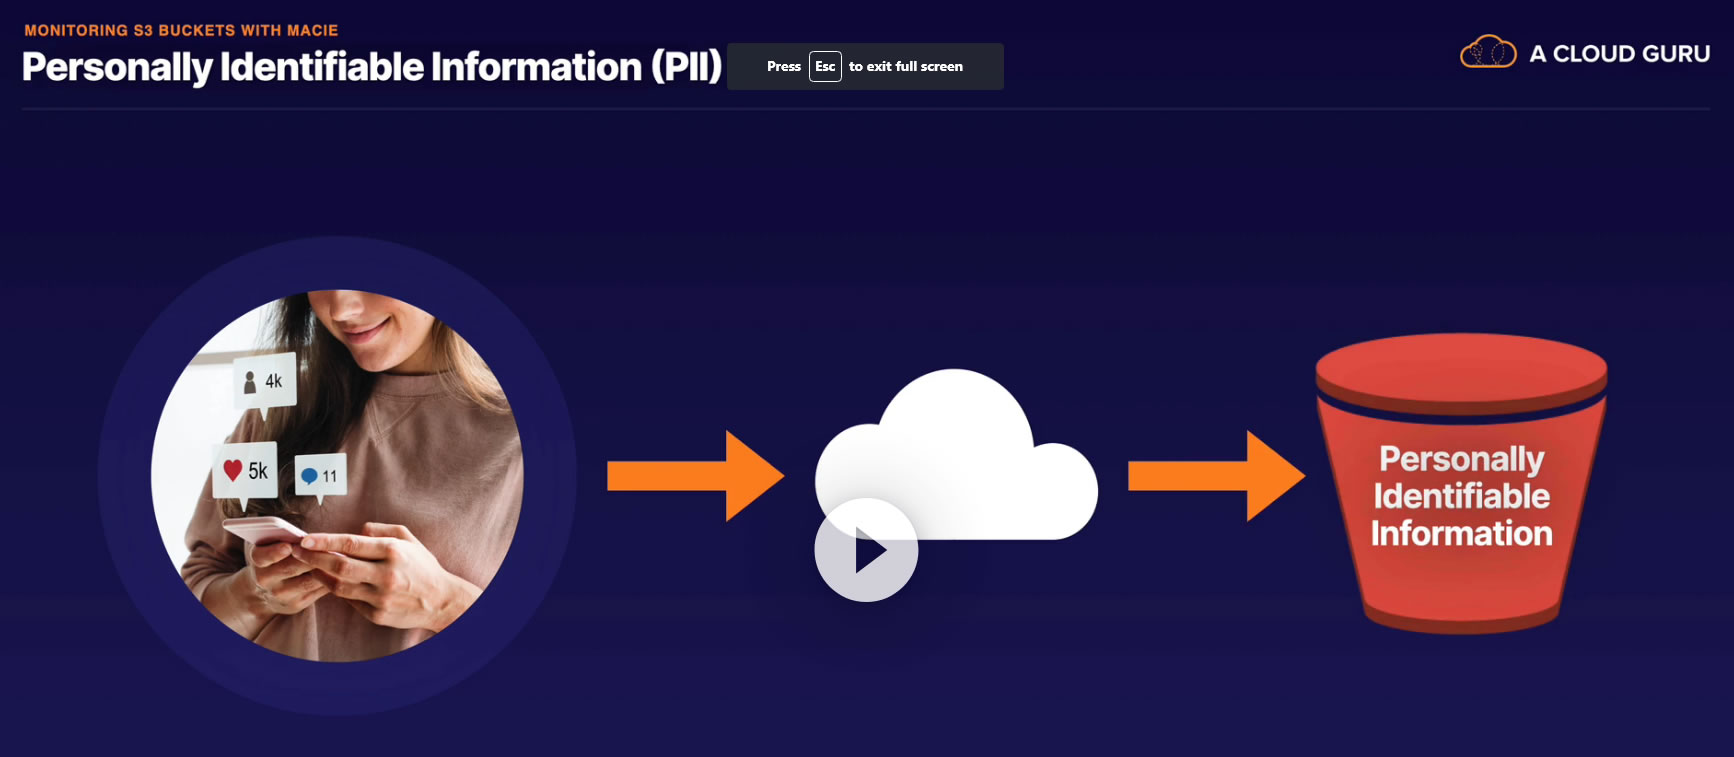 MONITORING S3 BUCKETS WITH MACIE
Personally Identifiable Information (PII)
Press Esc to exit full screen
A CLOUD GURU
4k
5k
11
Personally
Identifiable
Information